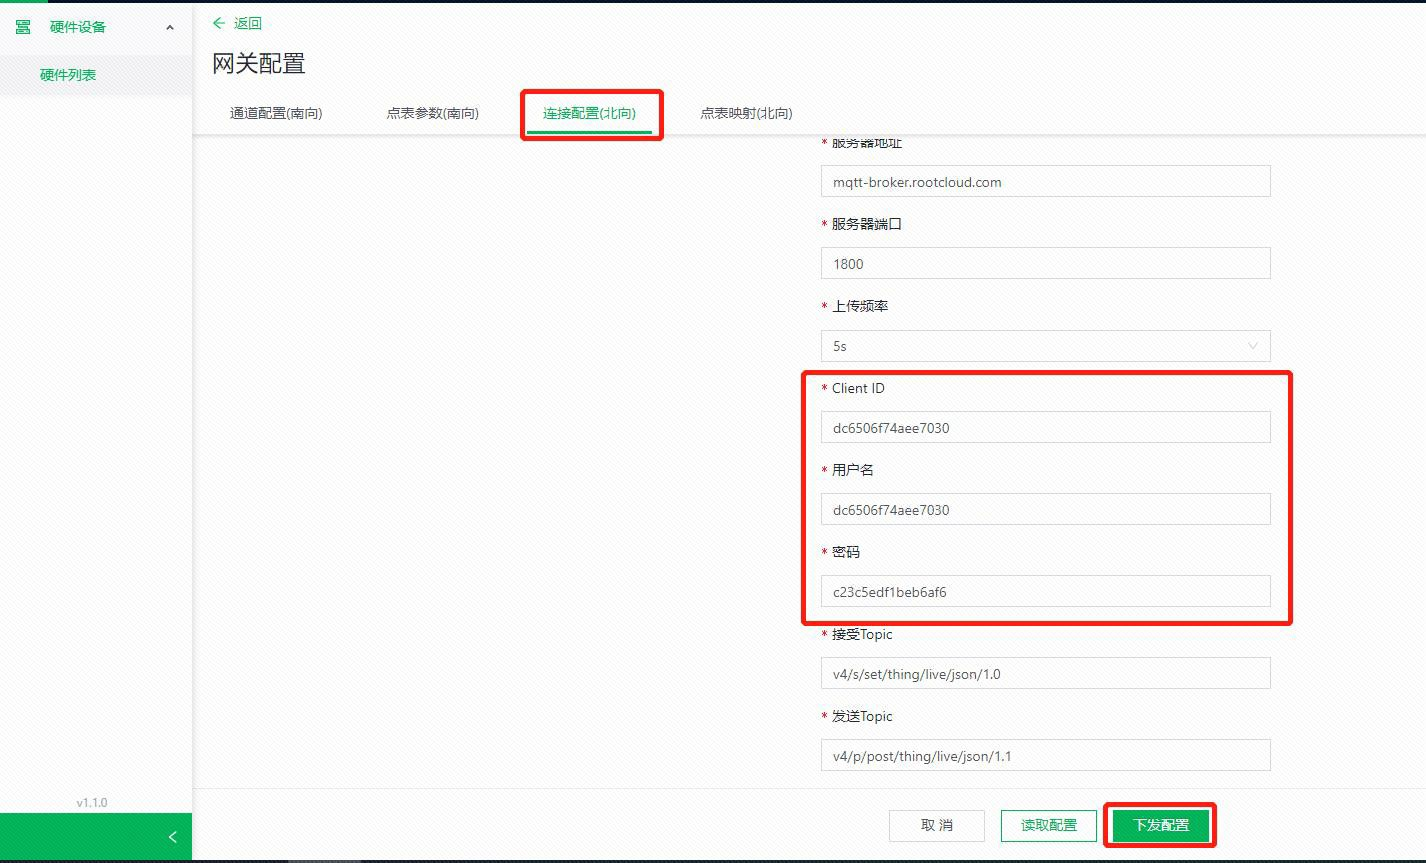 硬件设备
硬件列表
返回
网关配置
通道配置(南向)
点表参数(南向)
连接配置(北向)
点表映射(北向)
* 服务器地址
mqtt-broker.rootcloud.com
* 服务器端口
1800
* 上传频率
5s
* Client ID
dc6506f74aee7030
* 用户名
dc6506f74aee7030
* 密码
c23c5edf1beb6af6
* 接受Topic
v4/s/set/thing/live/json/1.0
* 发送Topic
v4/p/post/thing/live/json/1.1
取 消
读取配置
下发配置
v1.1.0